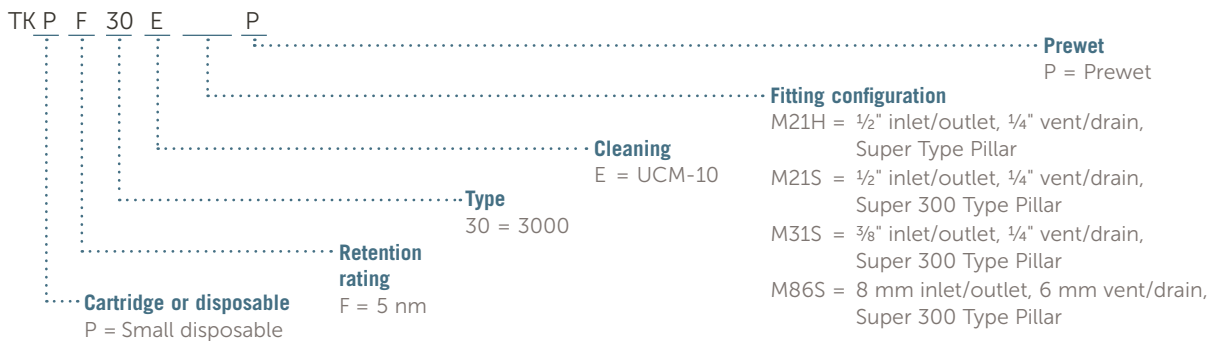 TK P F 30 E P
Prewet
P = Prewet
Fitting configuration
M21H = ½" inlet/outlet, ¼" vent/drain,
Super Type Pillar
M21S = ½" inlet/outlet, ¼" vent/drain,
Super 300 Type Pillar
M31S = ⅜" inlet/outlet, ¼" vent/drain,
Super 300 Type Pillar
M86S = 8 mm inlet/outlet, 6 mm vent/drain,
Super 300 Type Pillar
Cleaning
E = UCM-10
Type
30 = 3000
Retention
rating
F = 5 nm
Cartridge or disposable
P = Small disposable